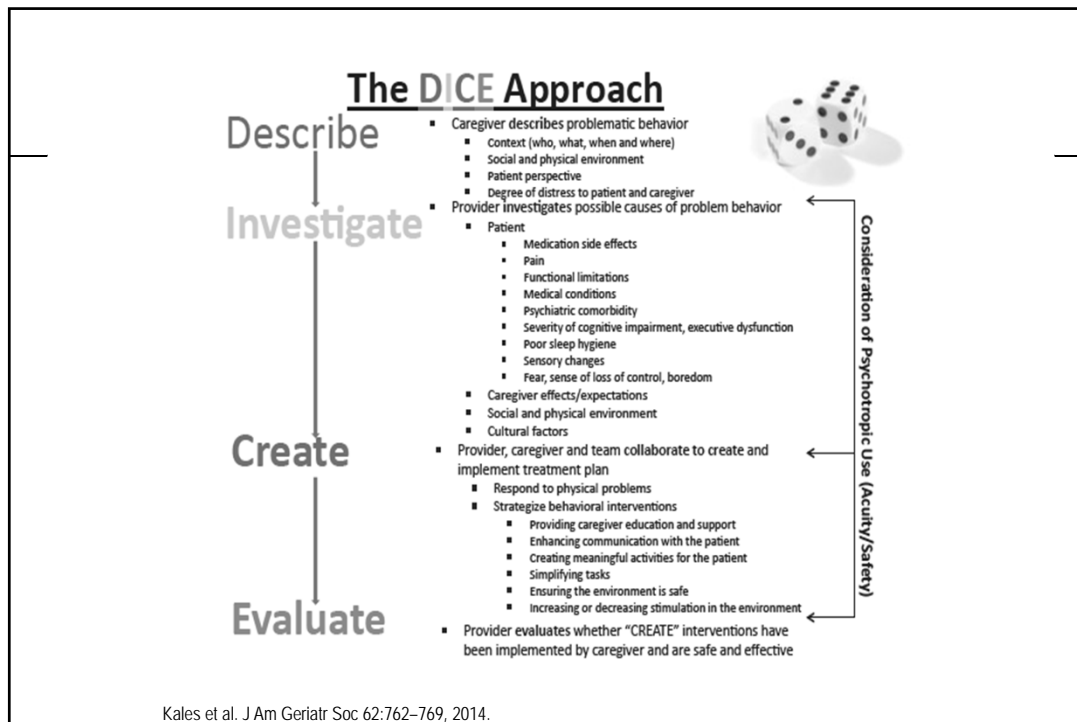 The DICE Approach
Describe
▪ Caregiver describes problematic behavior
▪ Context (who, what, when and where)
▪ Social and physical environment
▪ Patient perspective
▪ Degree of distress to patient and caregiver
Investigate
▪ Provider investigates possible causes of problem behavior
▪ Patient
▪ Medication side effects
▪ Pain
▪ Functional limitations
▪ Medical conditions
▪ Psychiatric comorbidity
▪ Severity of cognitive impairment, executive dysfunction
▪ Poor sleep hygiene
▪ Sensory changes
▪ Fear, sense of loss of control, boredom
▪ Caregiver effects/expectations
▪ Social and physical environment
▪ Cultural factors
Create
▪ Provider, caregiver and team collaborate to create and
implement treatment plan
▪ Respond to physical problems
▪ Strategize behavioral interventions
▪ Providing caregiver education and support
▪ Enhancing communication with the patient
▪ Creating meaningful activities for the patient
▪ Simplifying tasks
▪ Ensuring the environment is safe
▪ Increasing or decreasing stimulation in the environment
Evaluate
▪ Provider evaluates whether “CREATE” interventions have
been implemented by caregiver and are safe and effective
Consideration of Psychotropic Use (Acuity/Safety)
Kales et al. J Am Geriatr Soc 62:762–769, 2014.